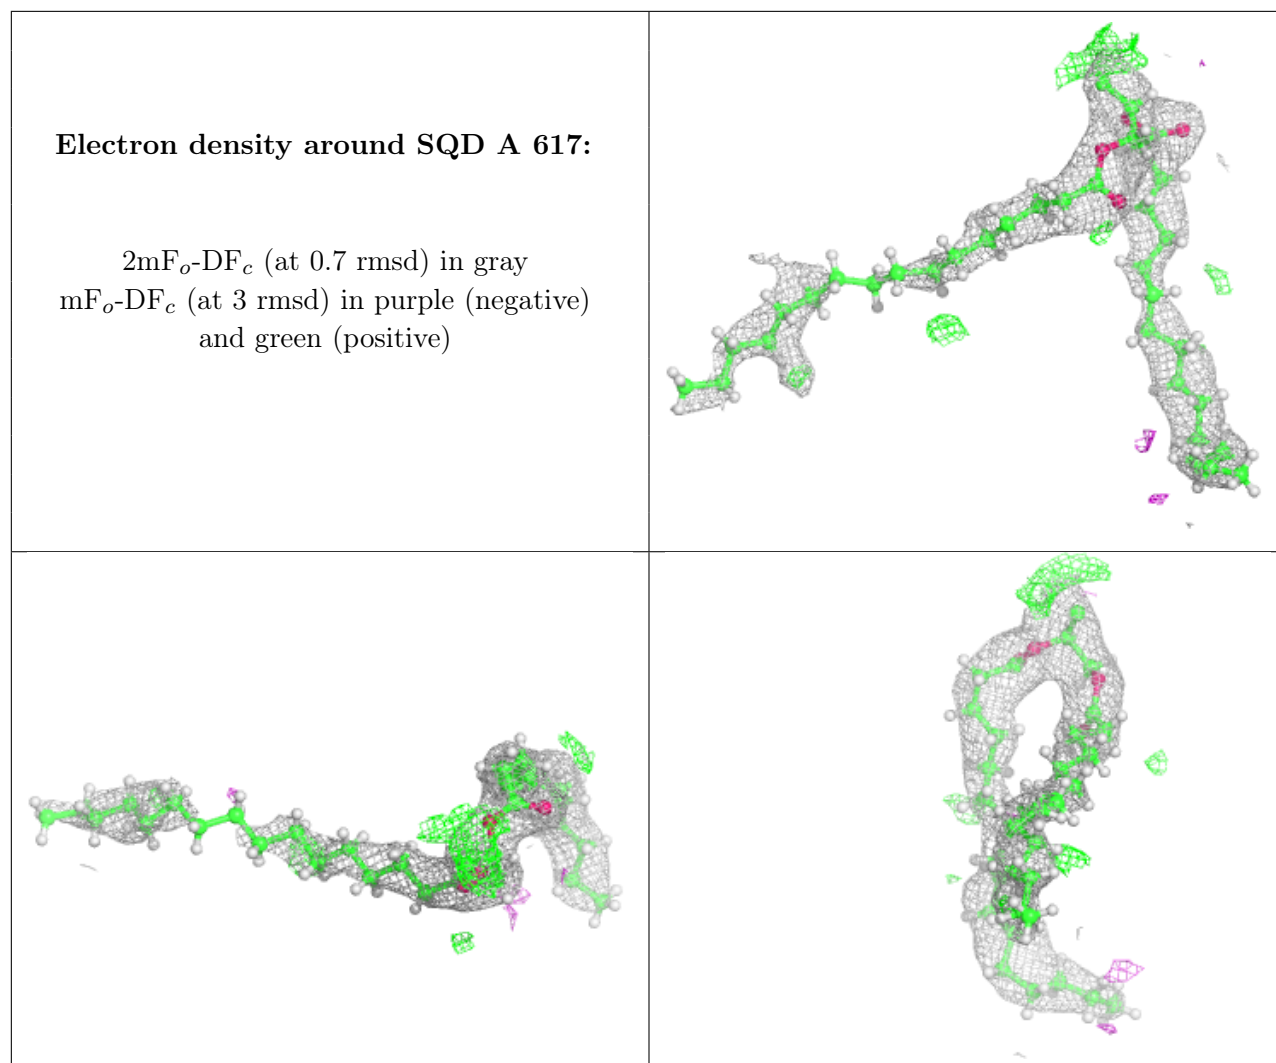 Electron density around SQD A 617:
2mFo-DFc (at 0.7 rmsd) in gray
mFo-DFc (at 3 rmsd) in purple (negative)
and green (positive)